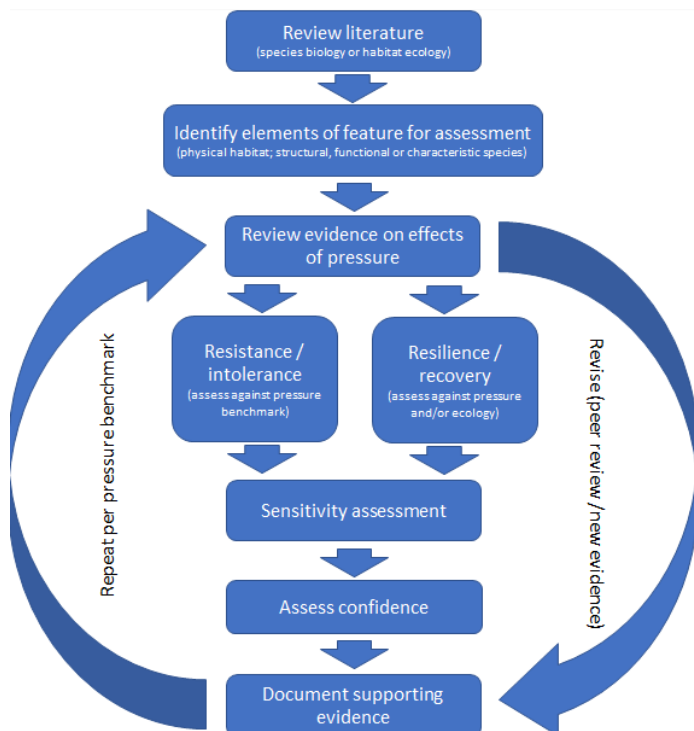 Review literature
(species biology or habitat ecology)
Identify elements of feature for assessment
(physical habitat; structural, functional or characteristic species)
Review evidence on effects
of pressure
Resistance /
intolerance
(assess against pressure
benchmark)
Resilience /
recovery
(assess against pressure
and/or ecology)
Sensitivity assessment
Assess confidence
Document supporting
evidence
Repeat per pressure benchmark
Revise (peer review /new evidence)